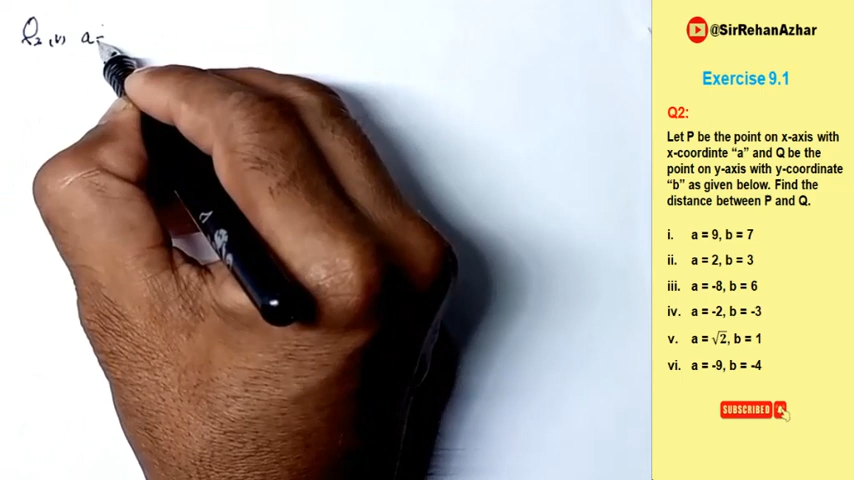 Q2 (v) a=
@SirRehanAzhar
Exercise 9.1
Q2:
Let P be the point on x-axis with
x-coordinte “a” and Q be the
point on y-axis with y-coordinate
“b” as given below. Find the
distance between P and Q.
i. a = 9, b = 7
ii. a = 2, b = 3
iii. a = -8, b = 6
iv. a = -2, b = -3
v. a = √2, b = 1
vi. a = -9, b = -4
SUBSCRIBED